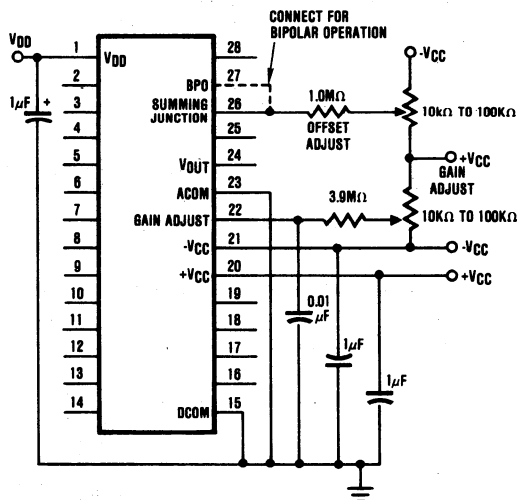 CONNECT FOR
BIPOLAR OPERATION
VDD
1
VDD
28
-VCC
2
BPO
27
1µF
+
3
SUMMING
JUNCTION
26
1.0MΩ
OFFSET
ADJUST
10kΩ TO 100KΩ
4
25
5
VOUT
24
+VCC
6
ACOM
23
GAIN
ADJUST
7
GAIN ADJUST
22
3.9MΩ
10KΩ TO 100KΩ
8
-VCC
21
-VCC
9
+VCC
20
+VCC
10
19
0.01
µF
11
18
12
17
1µF
13
16
1µF
14
DCOM
15